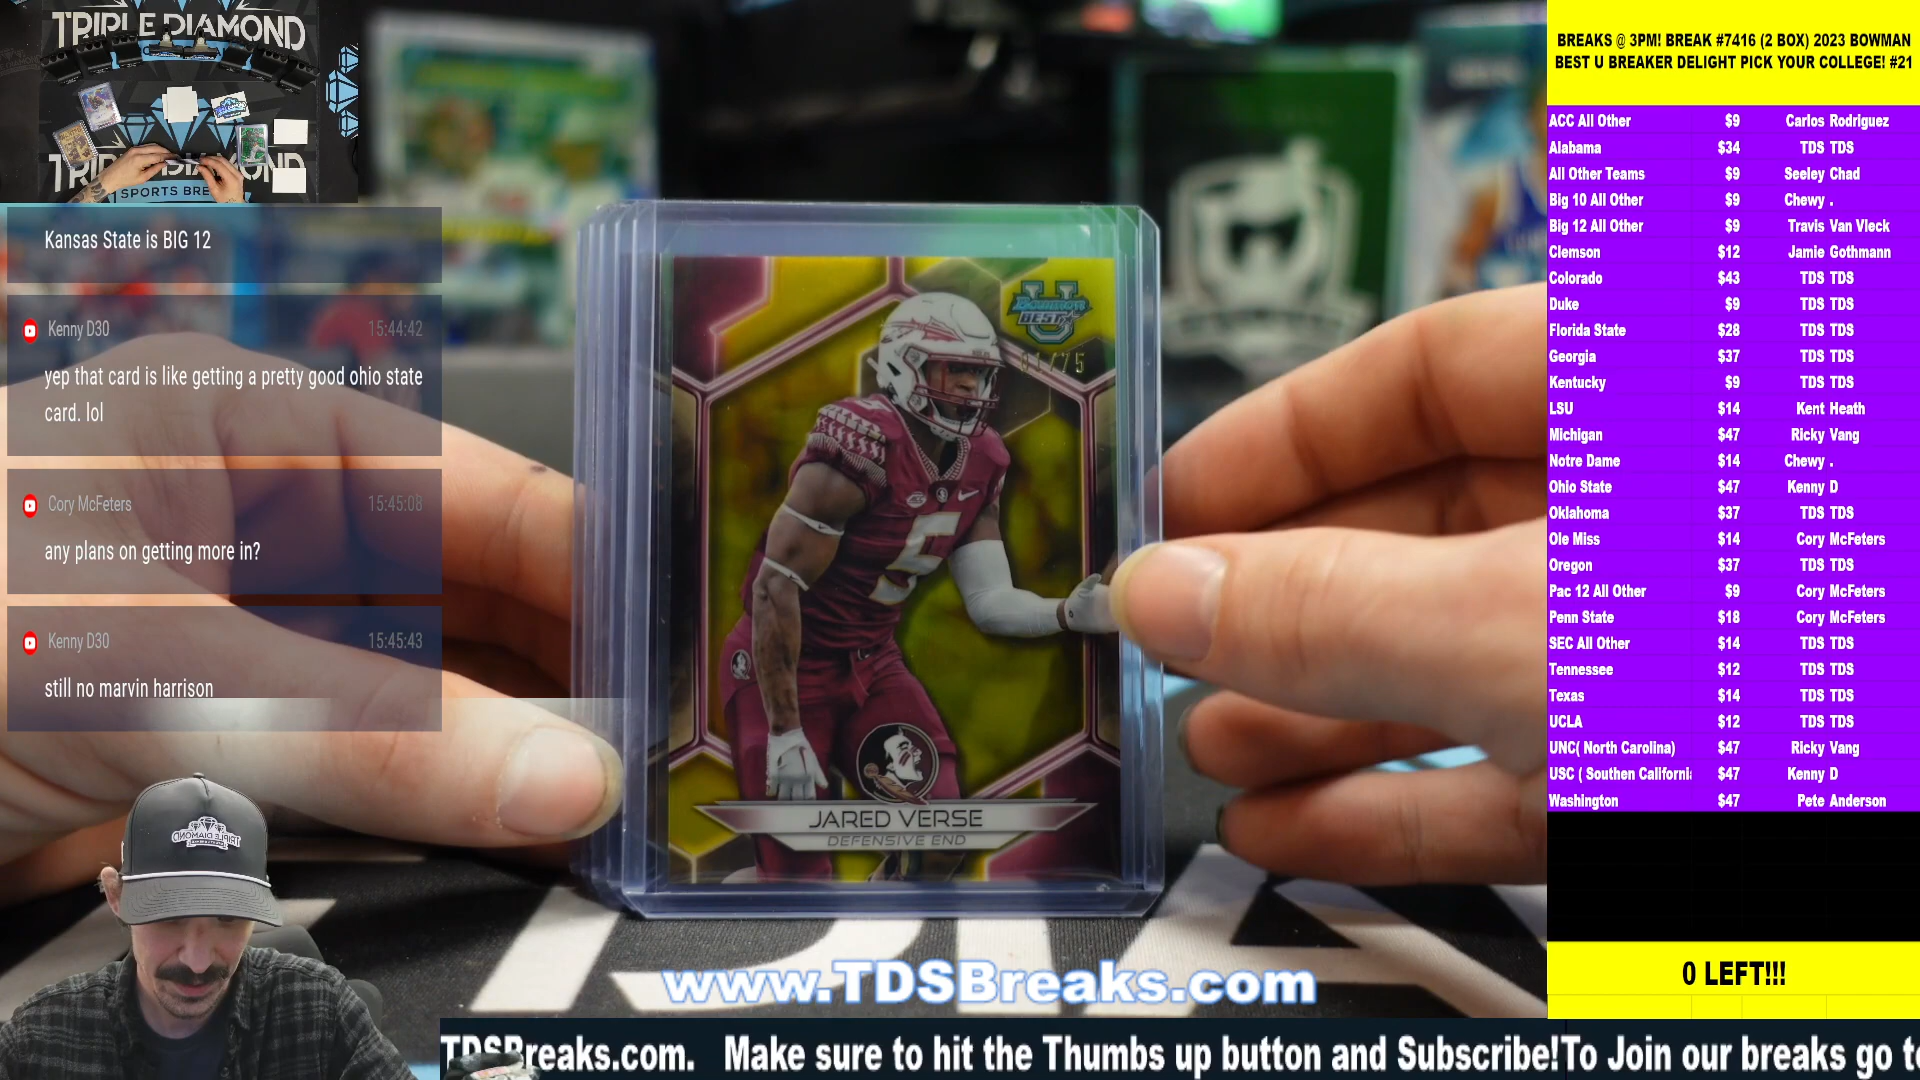 TRIPLE DIAMOND
SPORTS BRE
Kansas State is BIG 12
Kenny D30
15:44:42
yep that card is like getting a pretty good ohio state
card. lol
Cory McFeters
15:45:08
any plans on getting more in?
Kenny D30
15:45:43
still no marvin harrison
TRIPLE DIAMOND
Bowman
U
BEST
5
JARED VERSE
DEFENSIVE END
www.TDSBreaks.com
TDSBreaks.com. Make sure to hit the Thumbs up button and Subscribe!To Join our breaks go to
BREAKS @ 3PM! BREAK #7416 (2 BOX) 2023 BOWMAN
BEST U BREAKER DELIGHT PICK YOUR COLLEGE! #21
ACC All Other $9 Carlos Rodriguez
Alabama $34 TDS TDS
All Other Teams $9 Seeley Chad
Big 10 All Other $9 Chewy .
Big 12 All Other $9 Travis Van Vleck
Clemson $12 Jamie Gothmann
Colorado $43 TDS TDS
Duke $9 TDS TDS
Florida State $28 TDS TDS
Georgia $37 TDS TDS
Kentucky $9 TDS TDS
LSU $14 Kent Heath
Michigan $47 Ricky Vang
Notre Dame $14 Chewy .
Ohio State $47 Kenny D
Oklahoma $37 TDS TDS
Ole Miss $14 Cory McFeters
Oregon $37 TDS TDS
Pac 12 All Other $9 Cory McFeters
Penn State $18 Cory McFeters
SEC All Other $14 TDS TDS
Tennessee $12 TDS TDS
Texas $14 TDS TDS
UCLA $12 TDS TDS
UNC( North Carolina) $47 Ricky Vang
USC ( Southen Californi $47 Kenny D
Washington $47 Pete Anderson
0 LEFT!!!